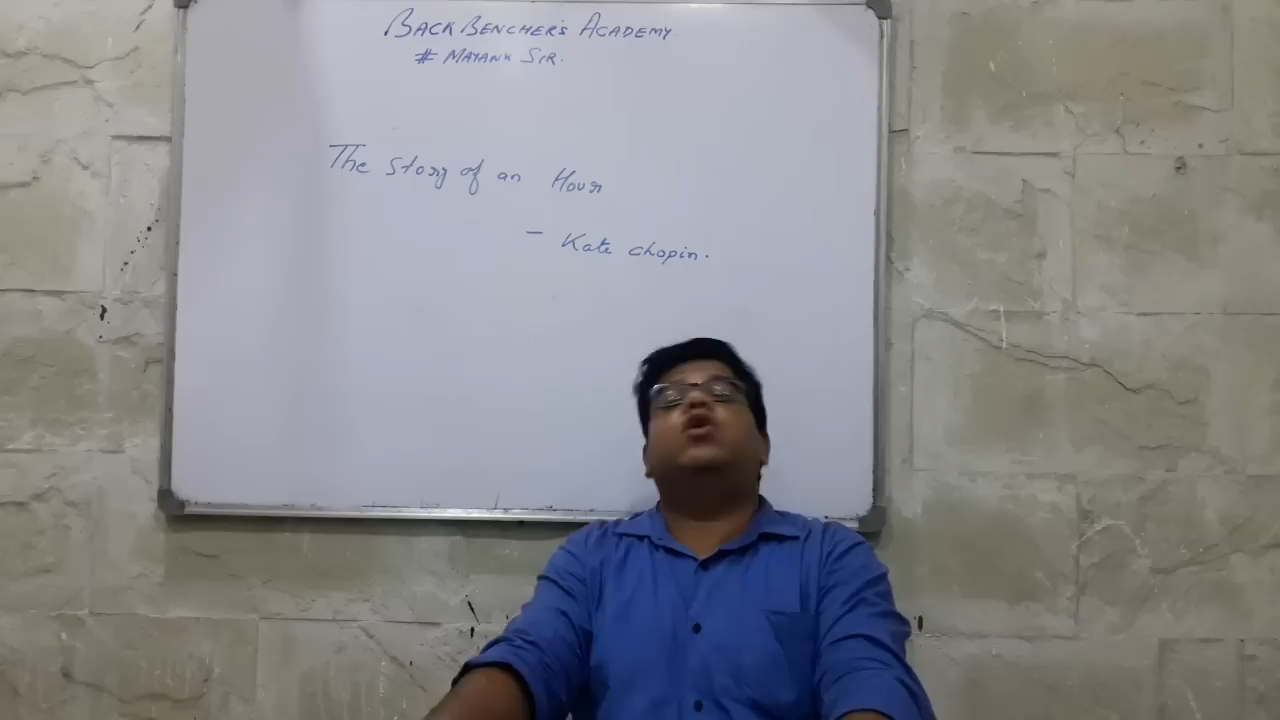 BACK BENCHER'S ACADEMY
# MAYANK SIR.
The Story of an Hour
- Kate chopin.